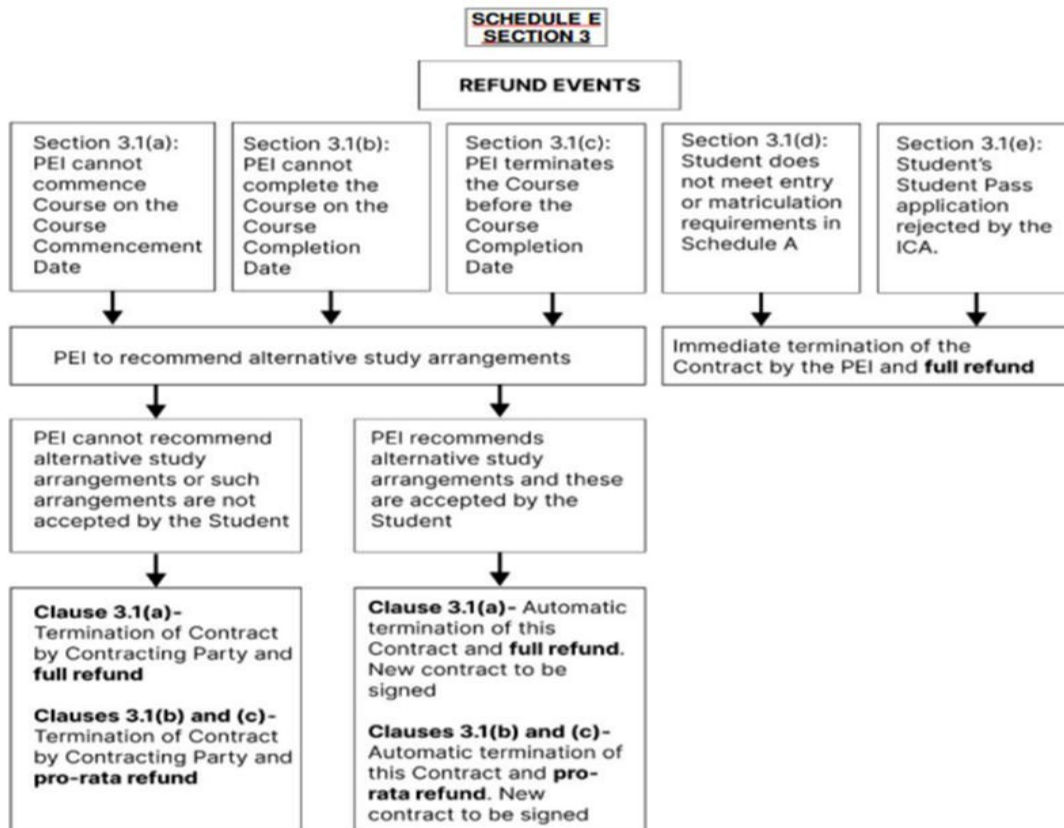 SCHEDULE E
SECTION 3
REFUND EVENTS
Section 3.1(a):
PEI cannot
commence
Course on the
Course
Commencement
Date
Section 3.1(b):
PEI cannot
complete the
Course on the
Course
Completion
Date
Section 3.1(c):
PEI terminates
the Course
before the
Course
Completion
Date
Section 3.1(d):
Student does
not meet entry
or matriculation
requirements in
Schedule A
Section 3.1(e):
Student’s
Student Pass
application
rejected by the
ICA.
PEI to recommend alternative study arrangements
Immediate termination of the
Contract by the PEI and full refund
PEI cannot recommend
alternative study
arrangements or such
arrangements are not
accepted by the Student
PEI recommends
alternative study
arrangements and these
are accepted by the
Student
Clause 3.1(a)-
Termination of Contract
by Contracting Party and
full refund
Clauses 3.1(b) and (c)-
Termination of Contract
by Contracting Party and
pro-rata refund
Clause 3.1(a)- Automatic
termination of this
Contract and full refund.
New contract to be
signed
Clauses 3.1(b) and (c)-
Automatic termination of
this Contract and pro-
rata refund. New
contract to be signed